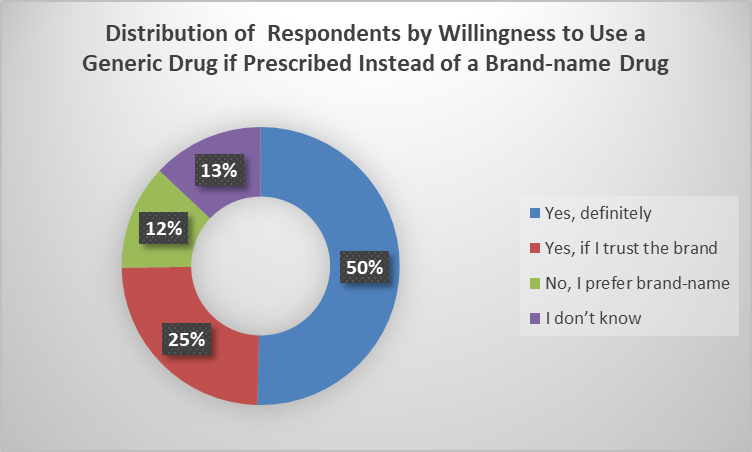 Distribution of Respondents by Willingness to Use a
Generic Drug if Prescribed Instead of a Brand-name Drug
13%
12%
50%
25%
Yes, definitely
Yes, if I trust the brand
No, I prefer brand-name
I don’t know